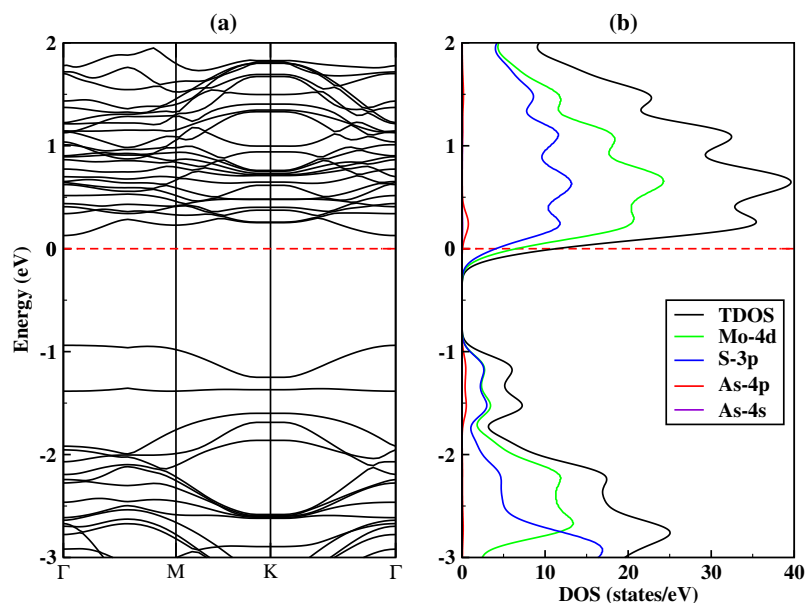 (a)
(b)
Energy (eV)
2
1
0
-1
-2
-3
Γ
M
K
Γ
TDOS
Mo-4d
S-3p
As-4p
As-4s
2
1
0
-1
-2
-3
0
10
20
30
40
DOS (states/eV)